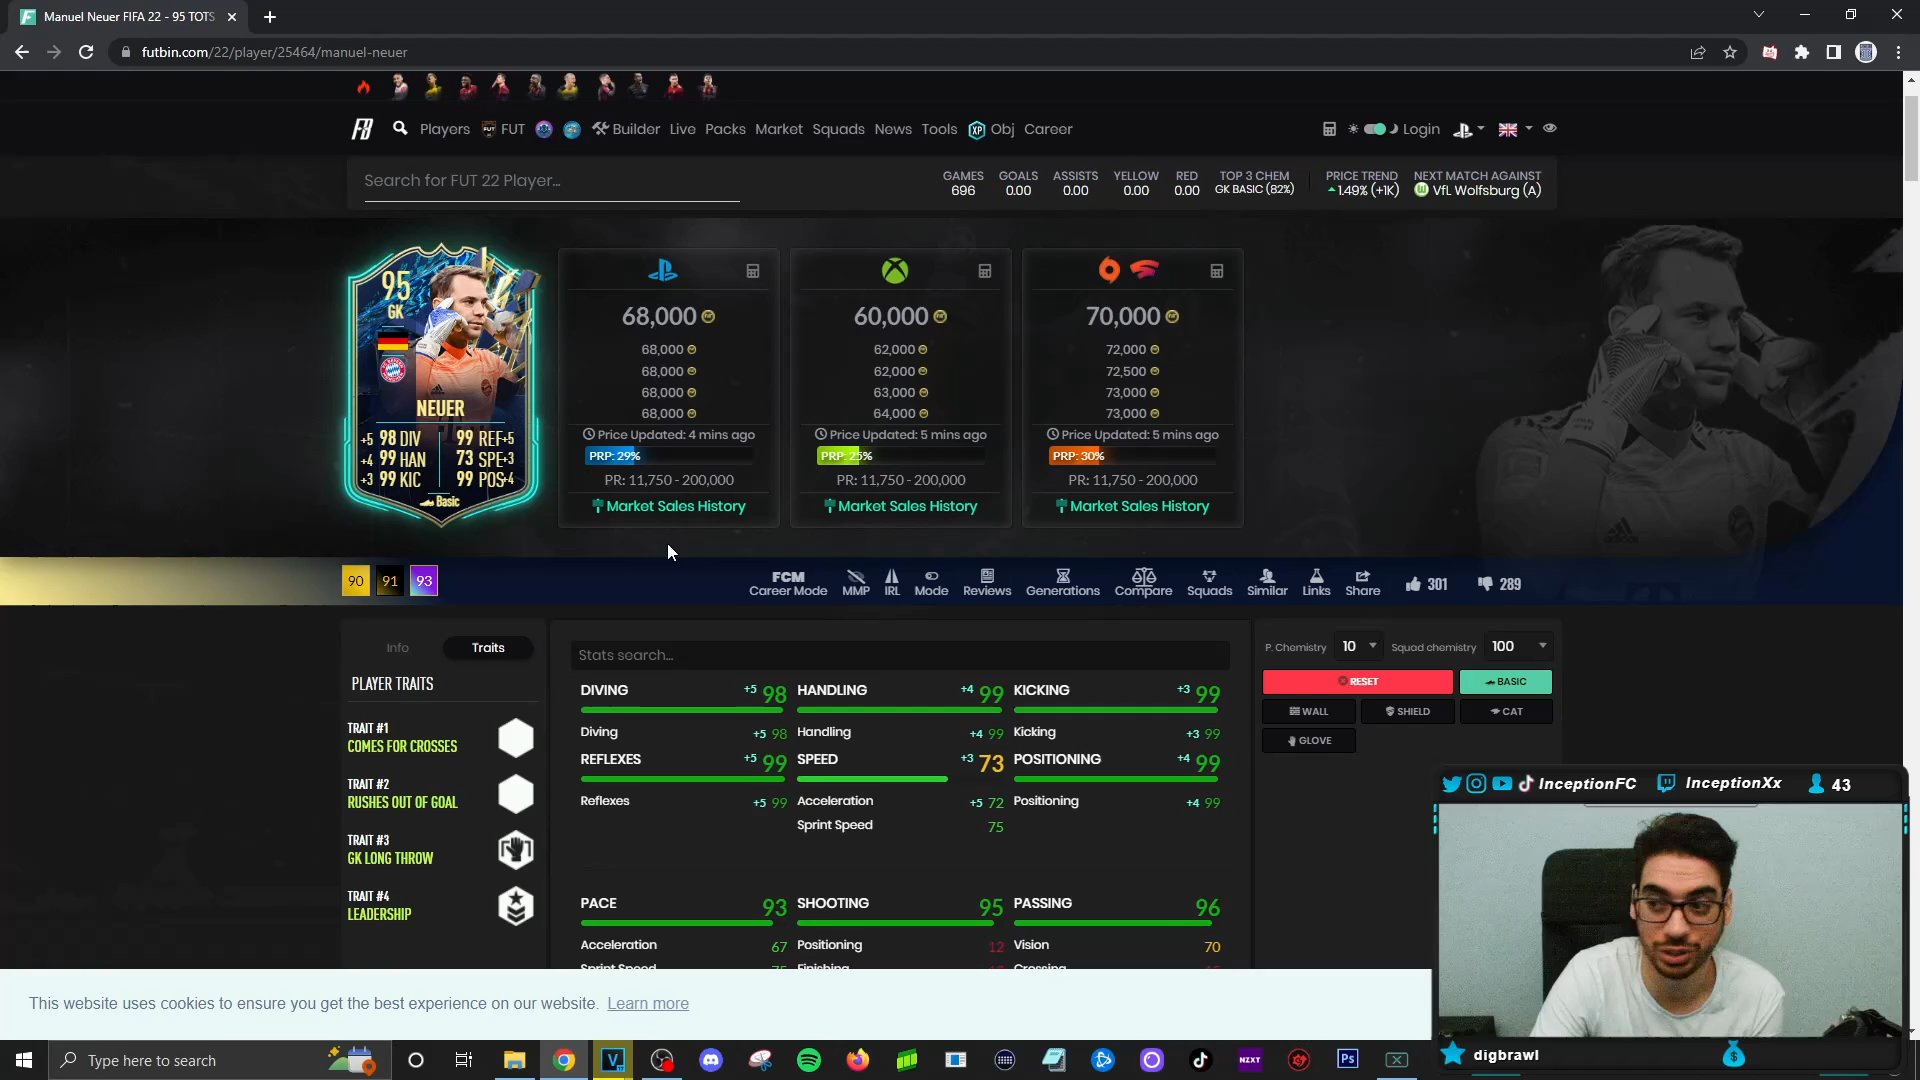 Manuel Neuer FIFA 22 - 95 TOTS
futbin.com/22/player/25464/manuel-neuer
Players FUT Builder Live Packs Market Squads News Tools XP Obj Career Login
Search for FUT 22 Player...
GAMES GOALS ASSISTS YELLOW RED TOP 3 CHEM PRICE TREND NEXT MATCH AGAINST
696 0.00 0.00 0.00 0.00 GK BASIC (82%) 1.49% (+1K) VfL Wolfsburg (A)
95
GK
NEUER
+5 98 DIV 99 REF +5
+4 99 HAN 73 SPE +3
+3 99 KIC 99 POS +4
Basic
68,000 60,000 70,000
68,000 62,000 72,000
68,000 62,000 72,500
68,000 63,000 73,000
68,000 64,000 73,000
Price Updated: 4 mins ago Price Updated: 5 mins ago Price Updated: 5 mins ago
PRP: 29% PRP: 25% PRP: 30%
PR: 11,750 - 200,000 PR: 11,750 - 200,000 PR: 11,750 - 200,000
Market Sales History Market Sales History Market Sales History
90 91 93
FCM
Career Mode MMP IRL Mode Reviews Generations Compare Squads Similar Links Share 301 289
Info Traits
PLAYER TRAITS
TRAIT #1
COMES FOR CROSSES
TRAIT #2
RUSHES OUT OF GOAL
TRAIT #3
GK LONG THROW
TRAIT #4
LEADERSHIP
Stats search...
DIVING +5 98 HANDLING +4 99 KICKING +3 99
Diving +5 98 Handling +4 99 Kicking +3 99
REFLEXES +5 99 SPEED +3 73 POSITIONING +4 99
Reflexes +5 99 Acceleration +5 72 Positioning +4 99
Sprint Speed 75
PACE 93 SHOOTING 95 PASSING 96
Acceleration 67 Positioning 12 Vision 70
Sprint Speed Finishing Crossing
P. Chemistry 10 Squad chemistry 100
RESET BASIC
WALL SHIELD CAT
GLOVE
InceptionFC InceptionXx 43
digbrawl
This website uses cookies to ensure you get the best experience on our website. Learn more
Type here to search
NZXT
Ps